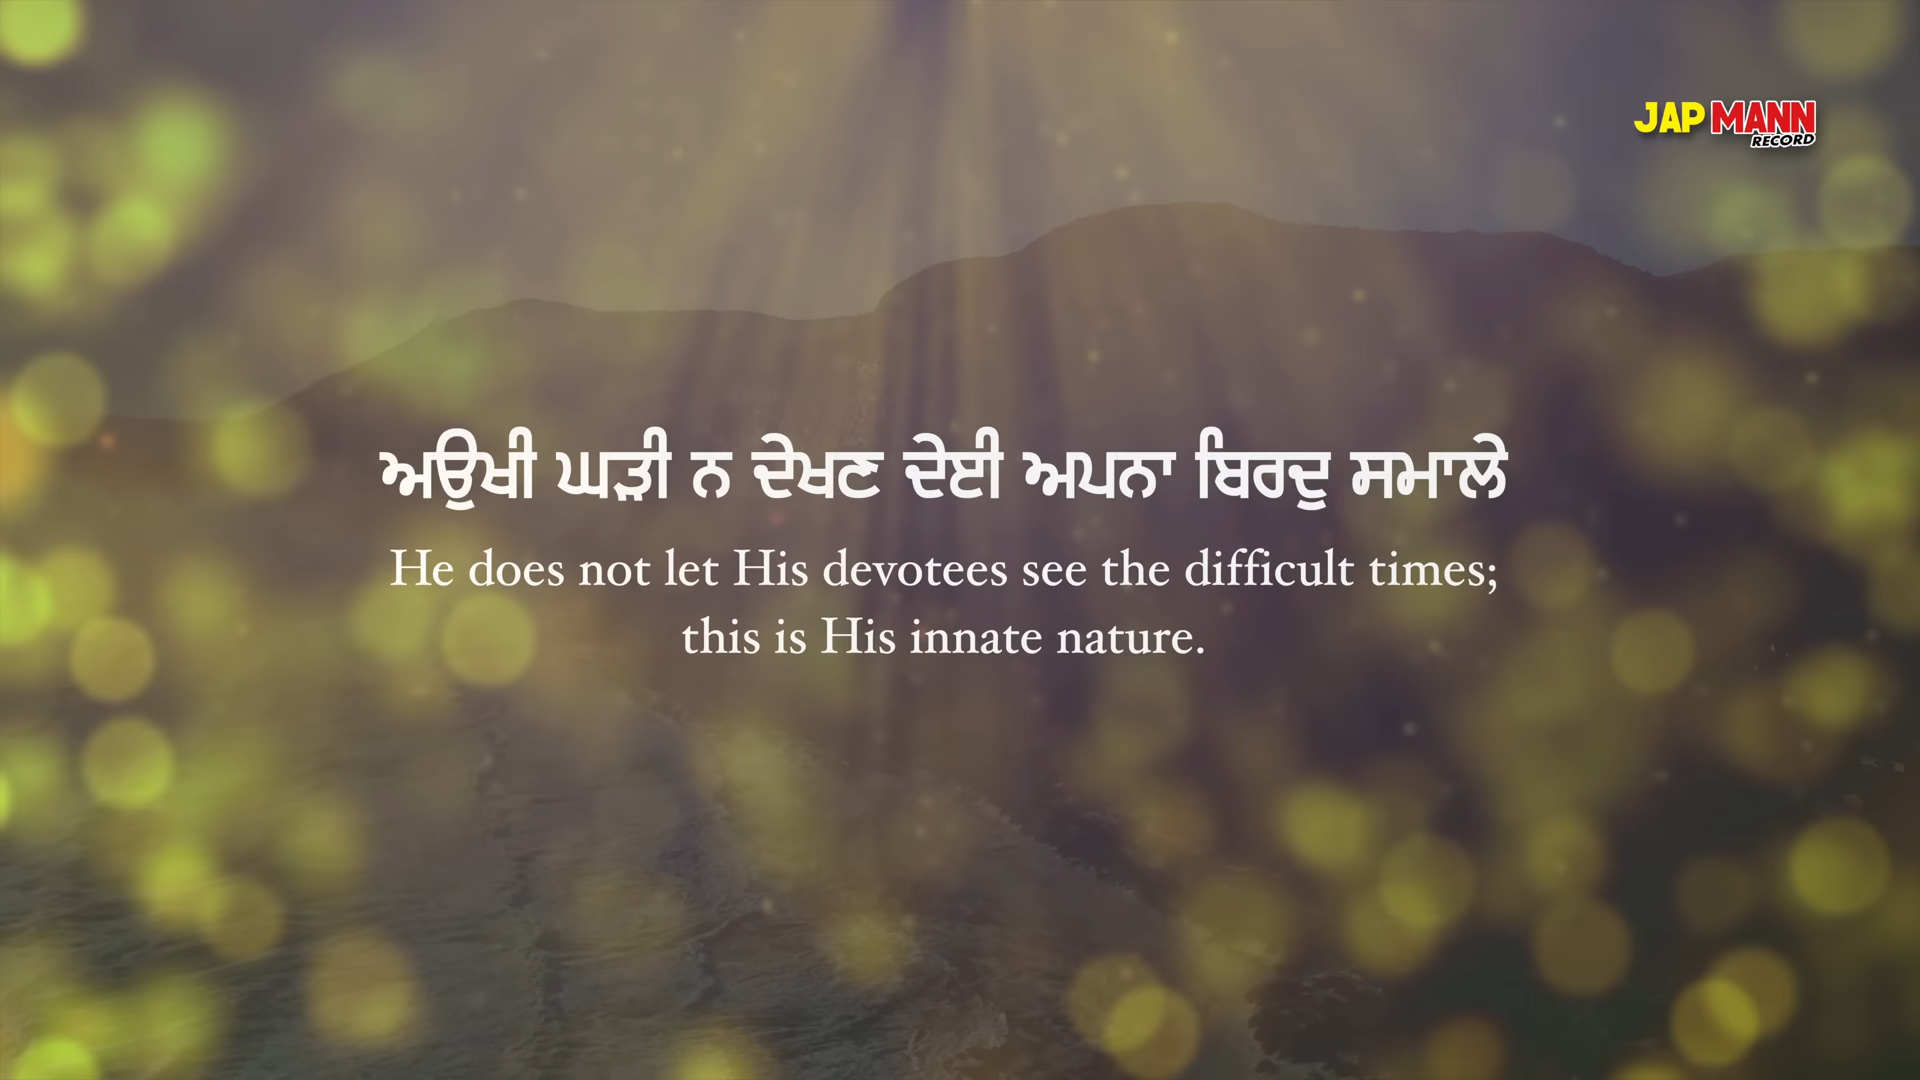 JAP MANN
RECORD
ਅਉਖੀ ਘੜੀ ਨ ਦੇਖਣ ਦੇਈ ਅਪਨਾ ਬਿਰਦੁ ਸਮਾਲੇ
He does not let His devotees see the difficult times;
this is His innate nature.